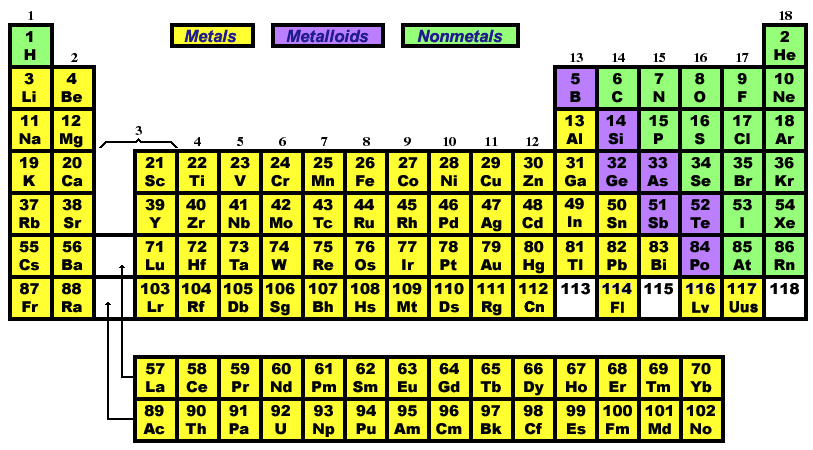 1 18
Metals Metalloids Nonmetals
1 2
H 2 13 14 15 16 17 He
3 4 5 6 7 8 9 10
Li Be B C N O F Ne
11 12 13 14 15 16 17 18
Na Mg 3 4 5 6 7 8 9 10 11 12 Al Si P S Cl Ar
19 20 21 22 23 24 25 26 27 28 29 30 31 32 33 34 35 36
K Ca Sc Ti V Cr Mn Fe Co Ni Cu Zn Ga Ge As Se Br Kr
37 38 39 40 41 42 43 44 45 46 47 48 49 50 51 52 53 54
Rb Sr Y Zr Nb Mo Tc Ru Rh Pd Ag Cd In Sn Sb Te I Xe
55 56 71 72 73 74 75 76 77 78 79 80 81 82 83 84 85 86
Cs Ba Lu Hf Ta W Re Os Ir Pt Au Hg Tl Pb Bi Po At Rn
87 88 103 104 105 106 107 108 109 110 111 112 113 114 115 116 117 118
Fr Ra Lr Rf Db Sg Bh Hs Mt Ds Rg Cn Fl Lv Uus
57 58 59 60 61 62 63 64 65 66 67 68 69 70
La Ce Pr Nd Pm Sm Eu Gd Tb Dy Ho Er Tm Yb
89 90 91 92 93 94 95 96 97 98 99 100 101 102
Ac Th Pa U Np Pu Am Cm Bk Cf Es Fm Md No